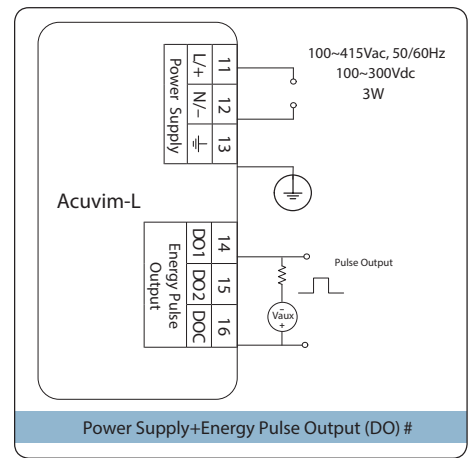 100~415Vac, 50/60Hz
100~300Vdc
3W
Power Supply
L/+ 11
N/− 12
⏚ 13
Acuvim-L
Energy Pulse
Output
DO1 14
DO2 15
DOC 16
Pulse Output
−
Vaux
+
Power Supply+Energy Pulse Output (DO) #